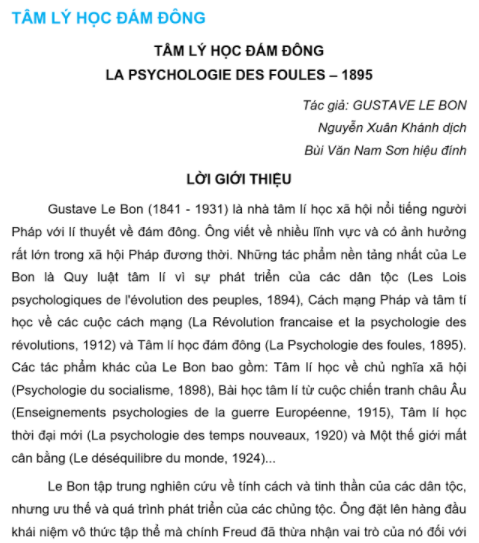 TÂM LÝ HỌC ĐÁM ĐÔNG
TÂM LÝ HỌC ĐÁM ĐÔNG
LA PSYCHOLOGIE DES FOULES – 1895
Tác giả: GUSTAVE LE BON
Nguyễn Xuân Khánh dịch
Bùi Văn Nam Sơn hiệu đính
LỜI GIỚI THIỆU
Gustave Le Bon (1841 - 1931) là nhà tâm lí học xã hội nổi tiếng người
Pháp với lí thuyết về đám đông. Ông viết về nhiều lĩnh vực và có ảnh hưởng
rất lớn trong xã hội Pháp đương thời. Những tác phẩm nền tảng nhất của Le
Bon là Quy luật tâm lí vì sự phát triển của các dân tộc (Les Lois
psychologiques de l'évolution des peuples, 1894), Cách mạng Pháp và tâm tí
học về các cuộc cách mạng (La Révolution francaise et la psychologie des
révolutions, 1912) và Tâm lí học đám đông (La Psychologie des foules, 1895).
Các tác phẩm khác của Le Bon bao gồm: Tâm lí học về chủ nghĩa xã hội
(Psychologie du socialisme, 1898), Bài học tâm lí từ cuộc chiến tranh châu Âu
(Enseignements psychologies de la guerre Européenne, 1915), Tâm lí học
thời đại mới (La psychologie des temps nouveaux, 1920) và Một thế giới mất
cân bằng (Le déséquilibre du monde, 1924)...
Le Bon tập trung nghiên cứu về tính cách và tinh thần của các dân tộc,
nhưng ưu thế và quá trình phát triển của các chủng tộc. Ông đặt lên hàng đầu
khái niệm vô thức tập thể mà chính Freud đã thừa nhận vai trò của nó đối với